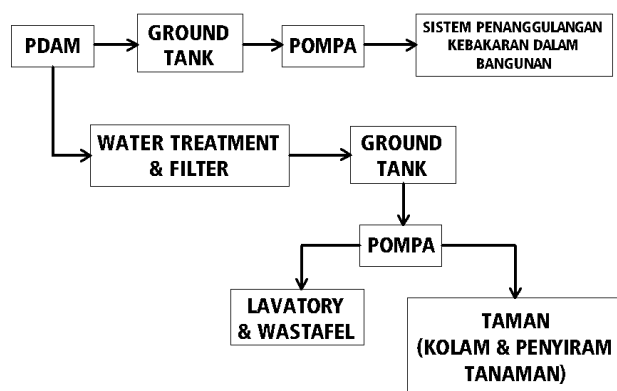 PDAM
GROUND
TANK
POMPA
SISTEM PENANGGULANGAN
KEBAKARAN DALAM
BANGUNAN
WATER TREATMENT
& FILTER
GROUND
TANK
POMPA
LAVATORY
& WASTAFEL
TAMAN
(KOLAM & PENYIRAM
TANAMAN)